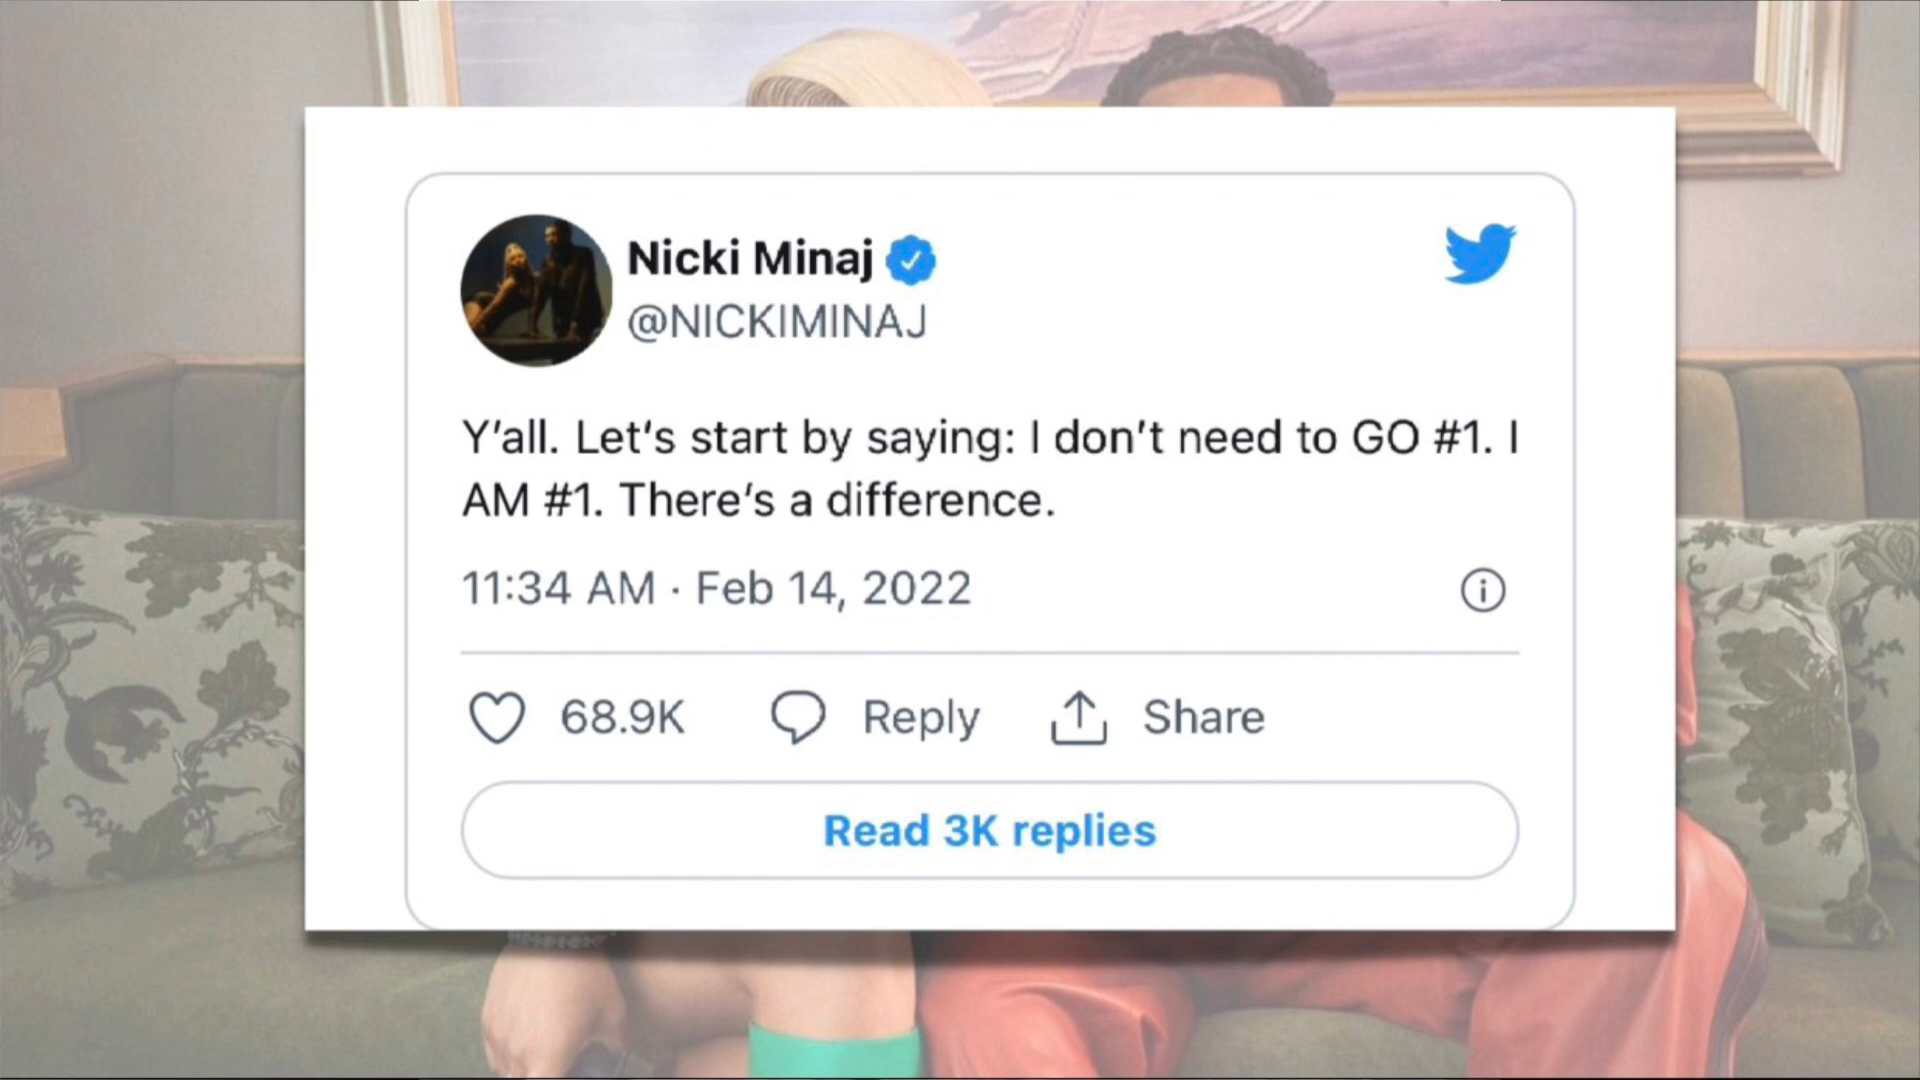 Nicki Minaj
@NICKIMINAJ
Y'all. Let's start by saying: I don't need to GO #1. I
AM #1. There's a difference.
11:34 AM · Feb 14, 2022
68.9K Reply Share
Read 3K replies